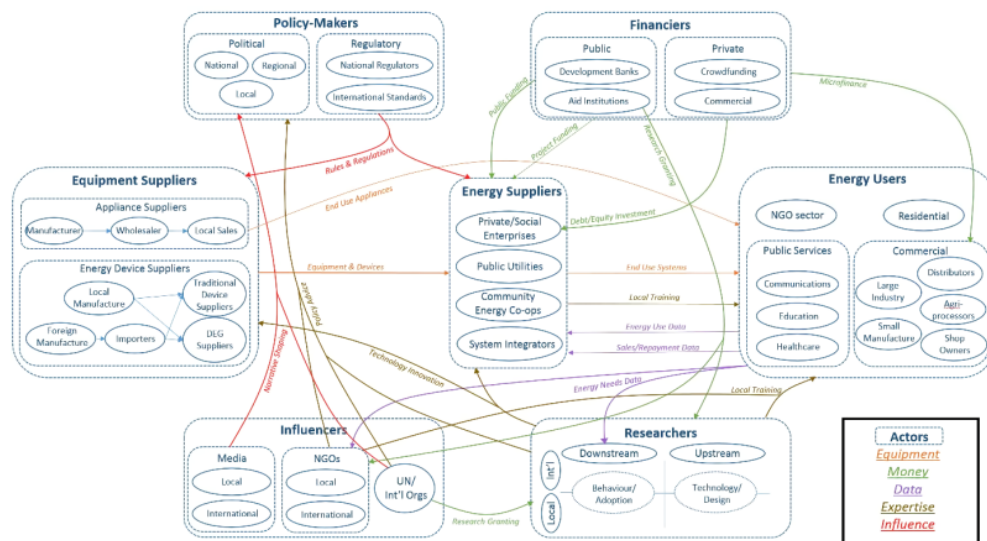 Policy-Makers
Political
National
Regional
Local
Regulatory
National Regulators
International Standards
Financiers
Public
Development Banks
Aid Institutions
Private
Crowdfunding
Commercial
Microfinance
Public Funding
Project Funding
Research Granting
Rules & Regulations
Equipment Suppliers
Appliance Suppliers
Manufacturer
Wholesaler
Local Sales
Energy Device Suppliers
Local
Manufacture
Traditional
Device
Suppliers
Foreign
Manufacture
Importers
DEG
Suppliers
End Use Appliances
Equipment & Devices
Energy Suppliers
Private/Social
Enterprises
Public Utilities
Community
Energy Co-ops
System Integrators
Debt/Equity Investment
End Use Systems
Local Training
Energy Use Data
Sales/Repayment Data
Energy Users
NGO sector
Residential
Public Services
Communications
Education
Healthcare
Commercial
Distributors
Large
Industry
Agri-
processors
Small
Manufacture
Shop
Owners
Narrative Shaping
Policy Advice
Technology Innovation
Energy Needs Data
Local Training
Influencers
Media
Local
International
NGOs
Local
International
UN/
Int'l Orgs
Research Granting
Researchers
Int'l
Local
Downstream
Upstream
Behaviour/
Adoption
Technology/
Design
Actors
Equipment
Money
Data
Expertise
Influence